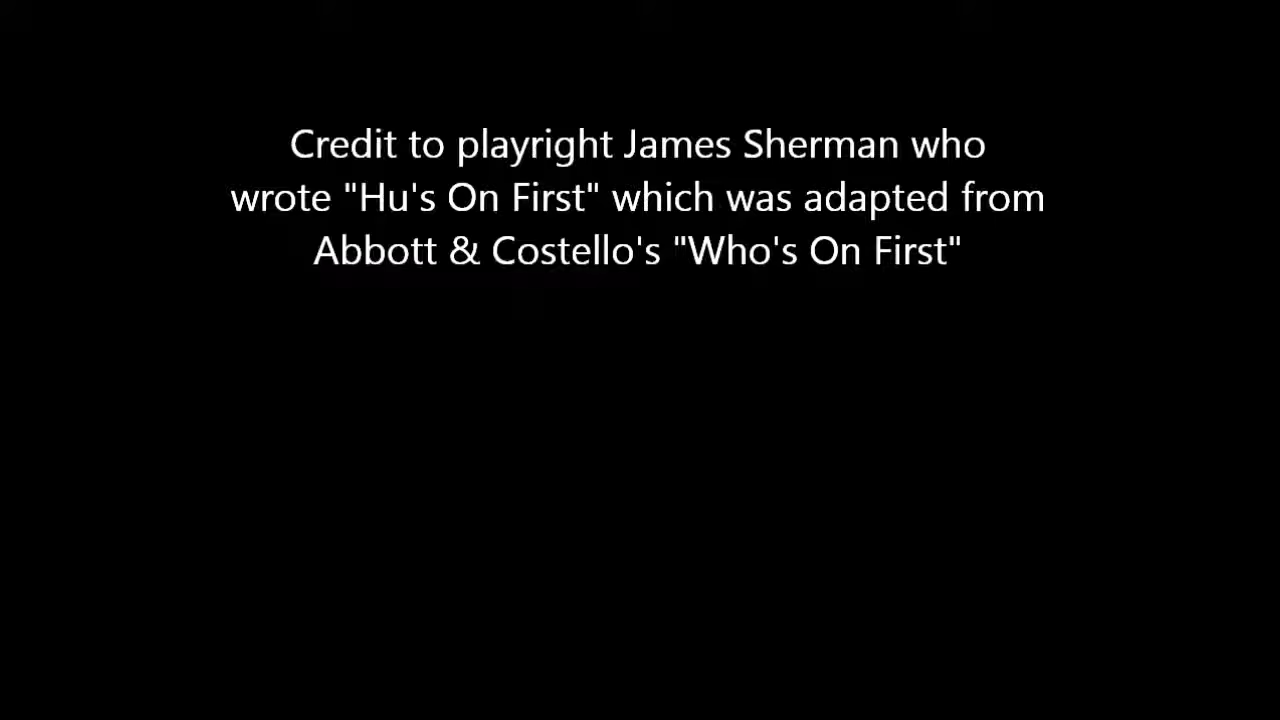 Credit to playright James Sherman who
wrote "Hu's On First" which was adapted from
Abbott & Costello's "Who's On First"